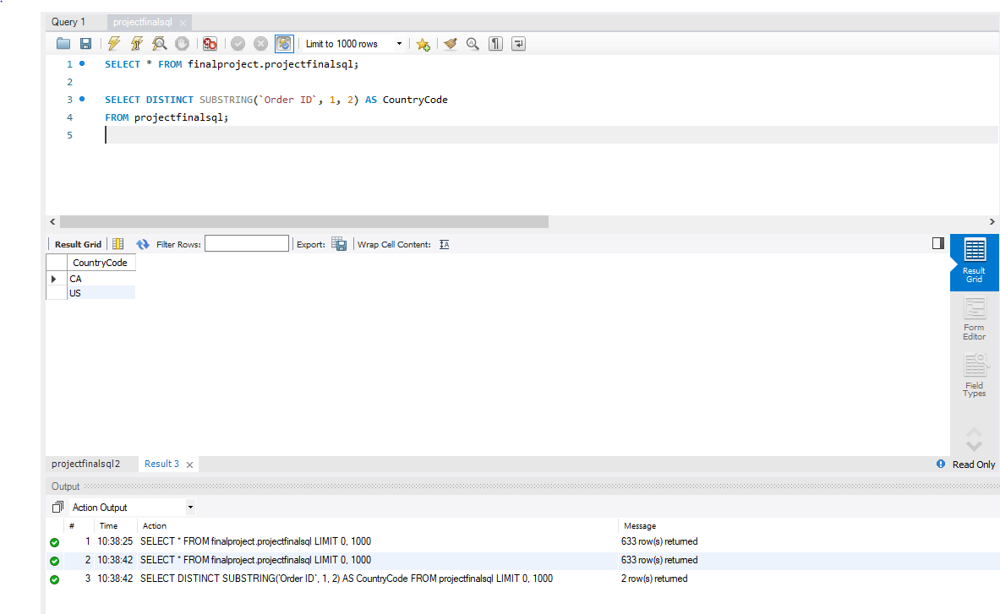 Query 1 projectfinalsql
Limit to 1000 rows
1 SELECT * FROM finalproject.projectfinalsql;
2
3 SELECT DISTINCT SUBSTRING(`Order ID`, 1, 2) AS CountryCode
4 FROM projectfinalsql;
5
Result Grid Filter Rows: Export: Wrap Cell Content:
CountryCode
CA
US
Result
Grid
Form
Editor
Field
Types
projectfinalsql2 Result 3 Read Only
Output
Action Output
# Time Action Message
1 10:38:25 SELECT * FROM finalproject.projectfinalsql LIMIT 0, 1000 633 row(s) returned
2 10:38:42 SELECT * FROM finalproject.projectfinalsql LIMIT 0, 1000 633 row(s) returned
3 10:38:42 SELECT DISTINCT SUBSTRING(`Order ID`, 1, 2) AS CountryCode FROM projectfinalsql LIMIT 0, 1000 2 row(s) returned